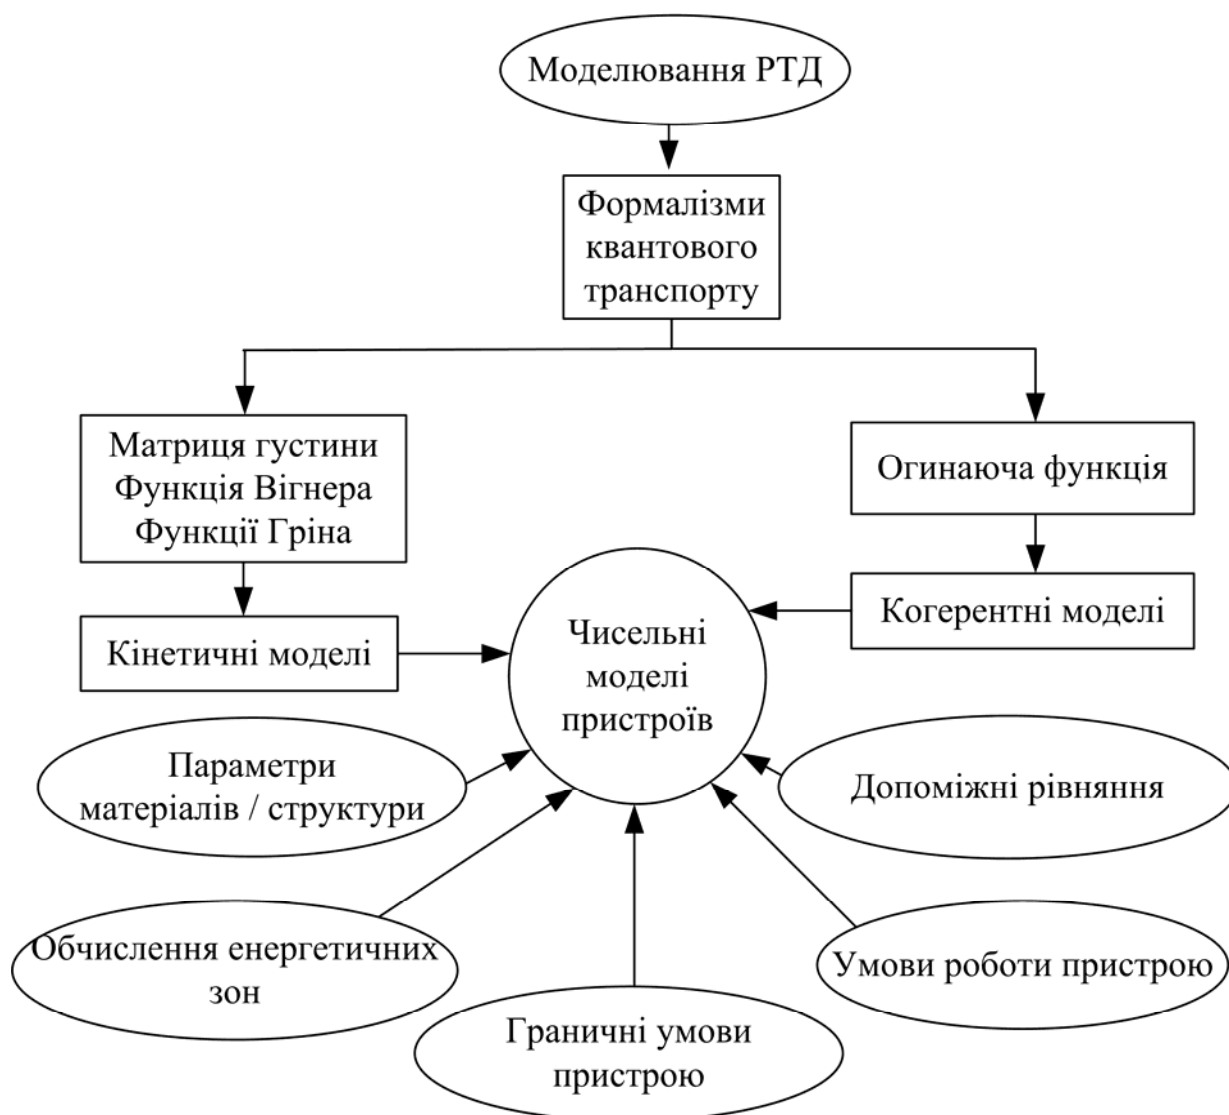 Моделювання РТД
Формалізми
квантового
транспорту
Матриця густини
Функція Вігнера
Функції Гріна
Огинаюча функція
Кінетичні моделі
Когерентні моделі
Чисельні
моделі
пристроїв
Параметри
матеріалів / структури
Допоміжні рівняння
Обчислення енергетичних
зон
Умови роботи пристрою
Граничні умови
пристрою